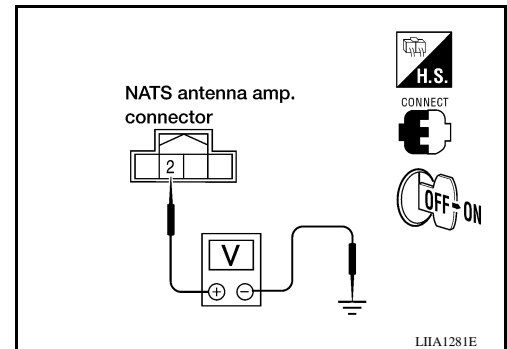 H.S.
NATS antenna amp.
connector
CONNECT
2
OFF ON
V
+ −
LIIA1281E